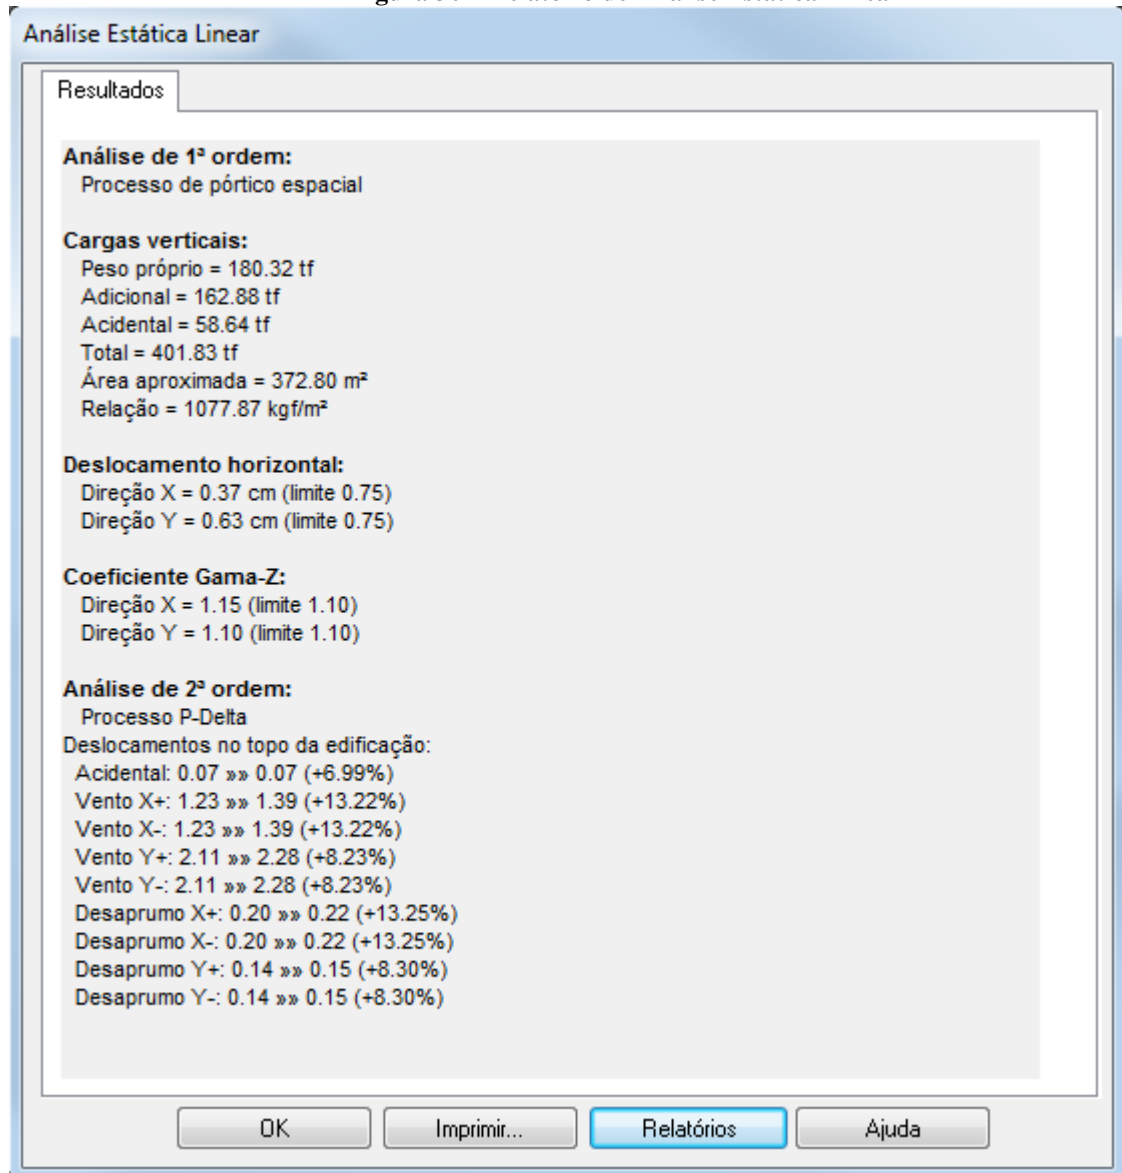 Análise Estática Linear
Resultados
Análise de 1ª ordem:
Processo de pórtico espacial
Cargas verticais:
Peso próprio = 180.32 tf
Adicional = 162.88 tf
Acidental = 58.64 tf
Total = 401.83 tf
Área aproximada = 372.80 m²
Relação = 1077.87 kgf/m²
Deslocamento horizontal:
Direção X = 0.37 cm (limite 0.75)
Direção Y = 0.63 cm (limite 0.75)
Coeficiente Gama-Z:
Direção X = 1.15 (limite 1.10)
Direção Y = 1.10 (limite 1.10)
Análise de 2ª ordem:
Processo P-Delta
Deslocamentos no topo da edificação:
Acidental: 0.07 »» 0.07 (+6.99%)
Vento X+: 1.23 »» 1.39 (+13.22%)
Vento X-: 1.23 »» 1.39 (+13.22%)
Vento Y+: 2.11 »» 2.28 (+8.23%)
Vento Y-: 2.11 »» 2.28 (+8.23%)
Desaprumo X+: 0.20 »» 0.22 (+13.25%)
Desaprumo X-: 0.20 »» 0.22 (+13.25%)
Desaprumo Y+: 0.14 »» 0.15 (+8.30%)
Desaprumo Y-: 0.14 »» 0.15 (+8.30%)
OK Imprimir... Relatórios Ajuda